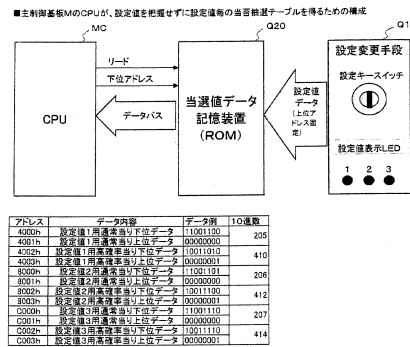 ■主制御基板MのCPUが、設定値を把握せずに設定値毎の当否抽選テーブルを得るための構成
MC
Q20
Q1
CPU
リード
下位アドレス
データバス
当選値データ
記憶装置
(ROM)
設定値
データ
(上位ア
ドレス固
定)
設定変更手段
設定キースイッチ
設定値表示LED
1 2 3
アドレス データ内容 データ例 10進数
4000h 設定値1用通常当り下位データ 11001100 205
4001h 設定値1用通常当り上位データ 00000000
4002h 設定値1用高確率当り下位データ 10011010 410
4003h 設定値1用高確率当り上位データ 00000001
8000h 設定値2用通常当り下位データ 11001101 206
8001h 設定値2用通常当り上位データ 00000000
8002h 設定値2用高確率当り下位データ 10011100 412
8003h 設定値2用高確率当り上位データ 00000001
C000h 設定値3用通常当り下位データ 11001110 207
C001h 設定値3用通常当り上位データ 00000000
C002h 設定値3用高確率当り下位データ 10011110 414
C003h 設定値3用高確率当り上位データ 00000001